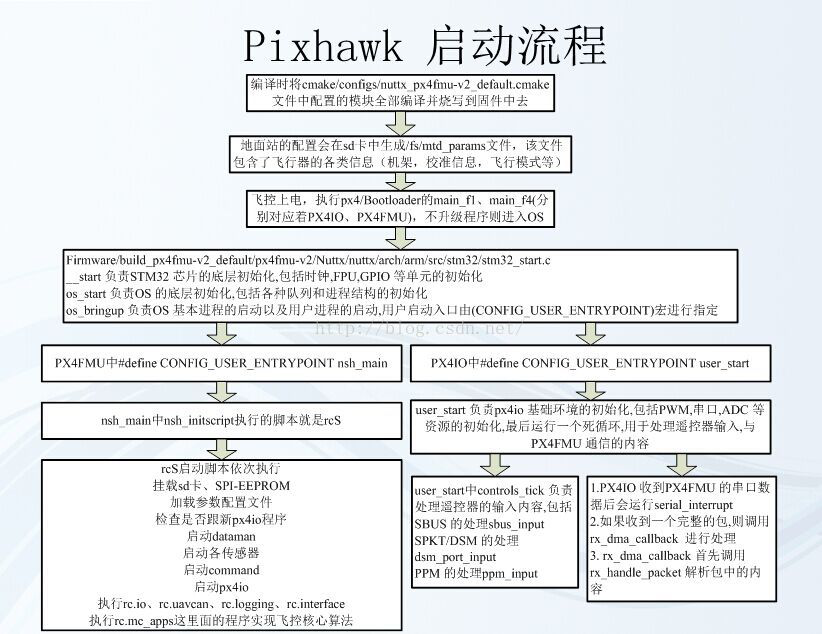 Pixhawk 启动流程
编译时将cmake/configs/nuttx_px4fmu-v2_default.cmake
文件中配置的模块全部编译并烧写到固件中去
地面站的配置会在sd卡中生成/fs/mtd_params文件，该文件
包含了飞行器的各类信息（机架，校准信息，飞行模式等）
飞控上电，执行px4/Bootloader的main_f1、main_f4(分
别对应着PX4IO、PX4FMU)，不升级程序则进入OS
Firmware/build_px4fmu-v2_default/px4fmu-v2/Nuttx/nuttx/arch/arm/src/stm32/stm32_start.c
__start 负责STM32 芯片的底层初始化,包括时钟,FPU,GPIO 等单元的初始化
os_start 负责OS 的底层初始化,包括各种队列和进程结构的初始化
os_bringup 负责OS 基本进程的启动以及用户进程的启动,用户启动入口由(CONFIG_USER_ENTRYPOINT)宏进行指定
http://blog.csdn.net/
PX4FMU中#define CONFIG_USER_ENTRYPOINT nsh_main
nsh_main中nsh_initscript执行的脚本就是rcS
rcS启动脚本依次执行
挂载sd卡、SPI-EEPROM
加载参数配置文件
检查是否跟新px4io程序
启动dataman
启动各传感器
启动command
启动px4io
执行rc.io、rc.uavcan、rc.logging、rc.interface
执行rc.mc_apps这里面的程序实现飞控核心算法
PX4IO中#define CONFIG_USER_ENTRYPOINT user_start
user_start 负责px4io 基础环境的初始化,包括PWM,串口,ADC 等
资源的初始化,最后运行一个死循环,用于处理遥控器输入,与
PX4FMU 通信的内容
user_start中controls_tick 负责
处理遥控器的输入内容,包括
SBUS 的处理sbus_input
SPKT/DSM 的处理
dsm_port_input
PPM 的处理ppm_input
1.PX4IO 收到PX4FMU 的串口数
据后会运行serial_interrupt
2.如果收到一个完整的包,则调用
rx_dma_callback 进行处理
3. rx_dma_callback 首先调用
rx_handle_packet 解析包中的内
容